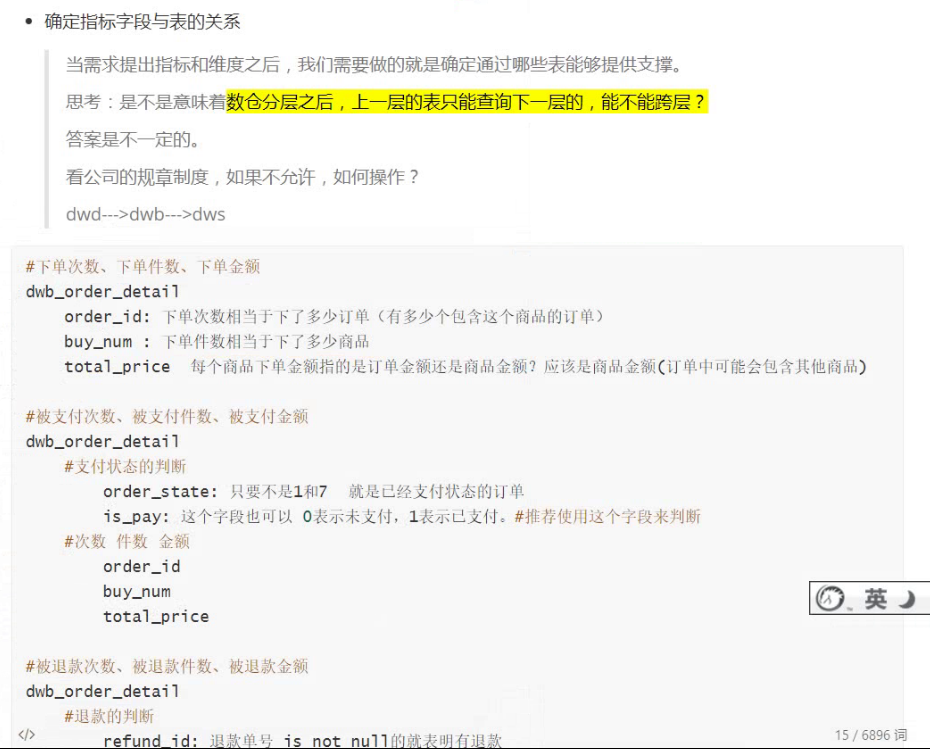 • 确定指标字段与表的关系
当需求提出指标和维度之后，我们需要做的就是确定通过哪些表能够提供支撑。
思考：是不是意味着数仓分层之后，上一层的表只能查询下一层的，能不能跨层？
答案是不一定的。
看公司的规章制度，如果不允许，如何操作？
dwd--->dwb--->dws
#下单次数、下单件数、下单金额
dwb_order_detail
order_id: 下单次数相当于下了多少订单（有多少个包含这个商品的订单）
buy_num : 下单件数相当于下了多少商品
total_price 每个商品下单金额指的是订单金额还是商品金额？应该是商品金额(订单中可能会包含其他商品)
#被支付次数、被支付件数、被支付金额
dwb_order_detail
#支付状态的判断
order_state: 只要不是1和7 就是已经支付状态的订单
is_pay: 这个字段也可以 0表示未支付，1表示已支付。#推荐使用这个字段来判断
#次数 件数 金额
order_id
buy_num
total_price
英
#被退款次数、被退款件数、被退款金额
dwb_order_detail
#退款的判断
refund_id: 退款单号 is not null的就表明有退款
</> 15 / 6896 词